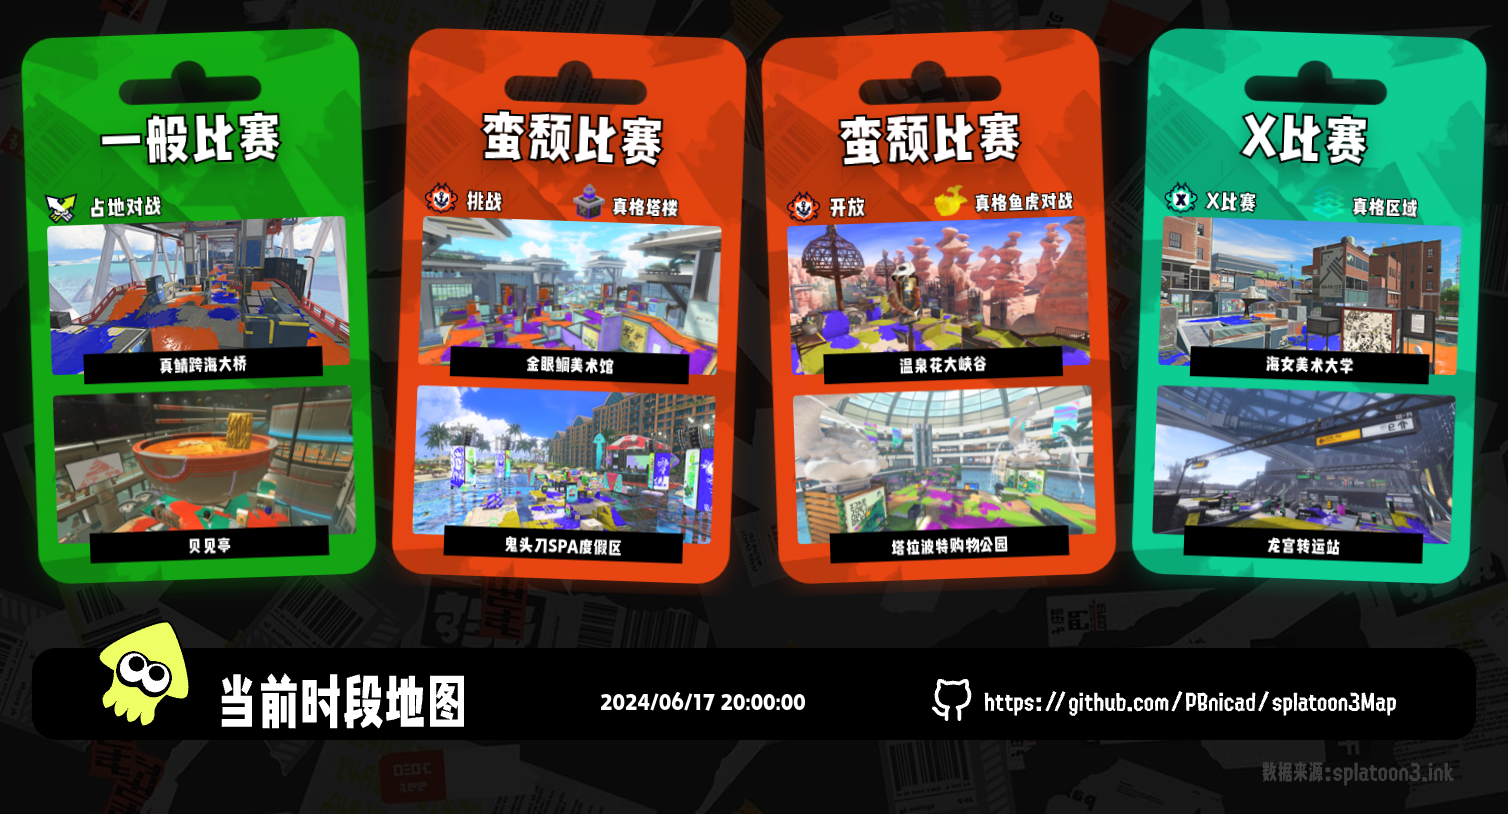 一般比赛
占地对战
真鲭跨海大桥
贝见亭
蛮颓比赛
挑战
真格塔楼
金眼鲷美术馆
鬼头刀SPA度假区
蛮颓比赛
开放
真格鱼虎对战
温泉花大峡谷
塔拉波特购物公园
X比赛
X比赛
真格区域
海女美术大学
龙宫转运站
当前时段地图
2024/06/17 20:00:00
https://github.com/PBnicad/splatoon3Map
数据来源:splatoon3.ink